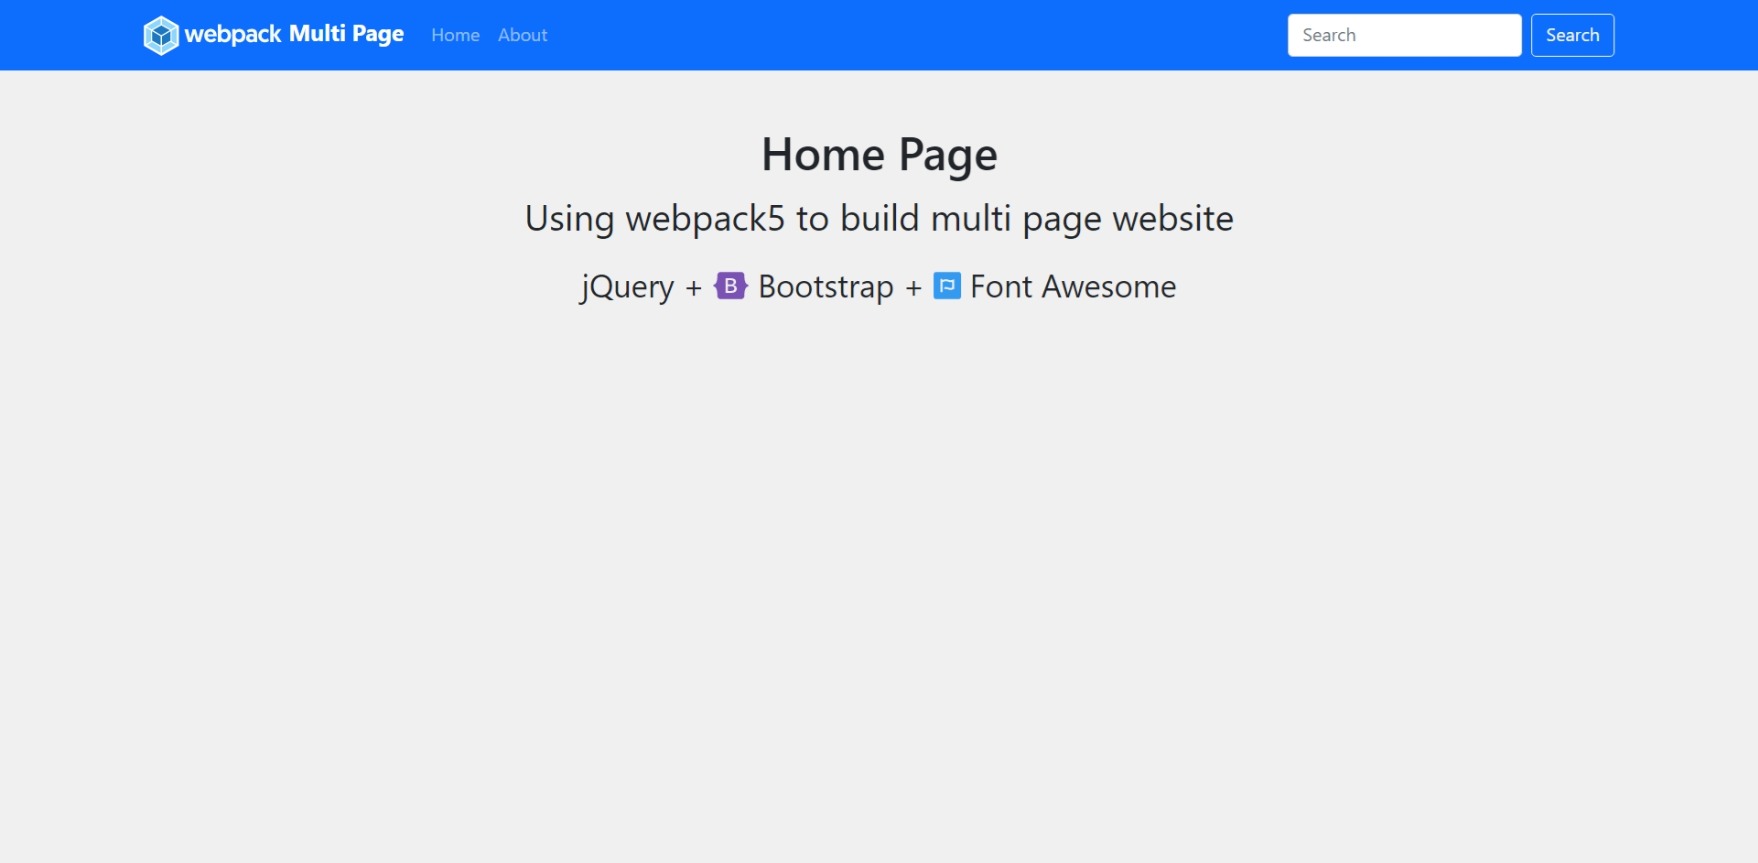 webpack Multi Page Home About Search Search
Home Page
Using webpack5 to build multi page website
jQuery + B Bootstrap + Font Awesome